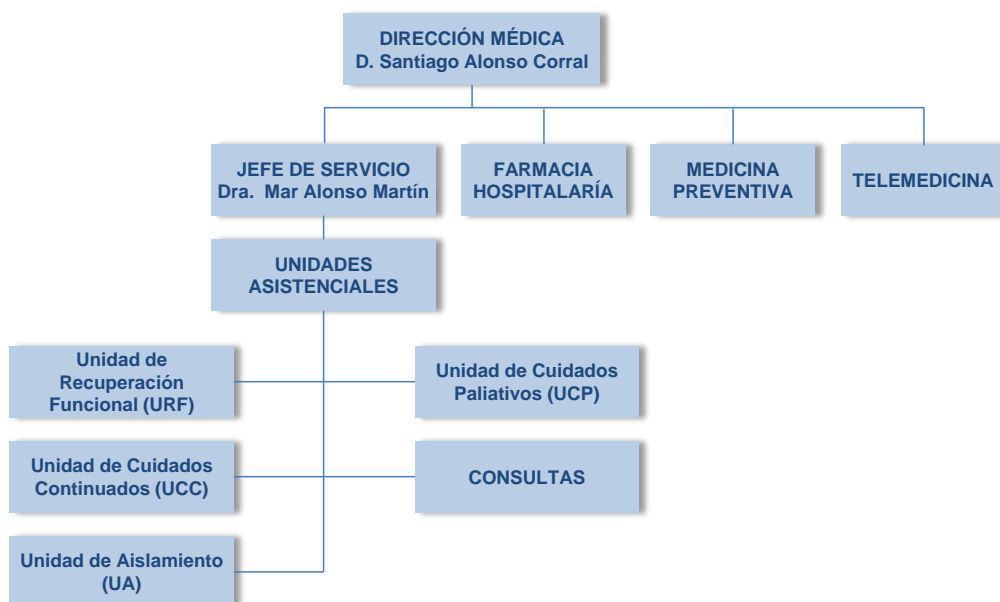 DIRECCIÓN MÉDICA
D. Santiago Alonso Corral
JEFE DE SERVICIO
Dra. Mar Alonso Martín
FARMACIA
HOSPITALARÍA
MEDICINA
PREVENTIVA
TELEMEDICINA
UNIDADES
ASISTENCIALES
Unidad de
Recuperación
Funcional (URF)
Unidad de Cuidados
Paliativos (UCP)
Unidad de Cuidados
Continuados (UCC)
CONSULTAS
Unidad de Aislamiento
(UA)